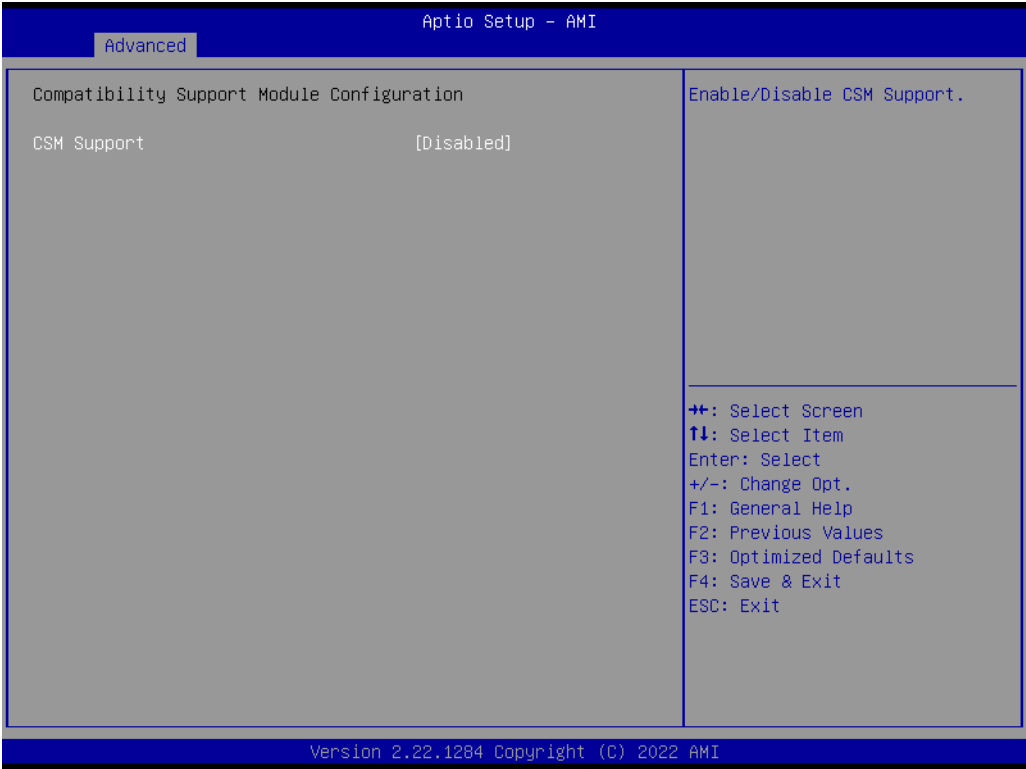 Aptio Setup – AMI
Advanced
Compatibility Support Module Configuration
CSM Support [Disabled]
Enable/Disable CSM Support.
→←: Select Screen
↑↓: Select Item
Enter: Select
+/-: Change Opt.
F1: General Help
F2: Previous Values
F3: Optimized Defaults
F4: Save & Exit
ESC: Exit
Version 2.22.1284 Copyright (C) 2022 AMI